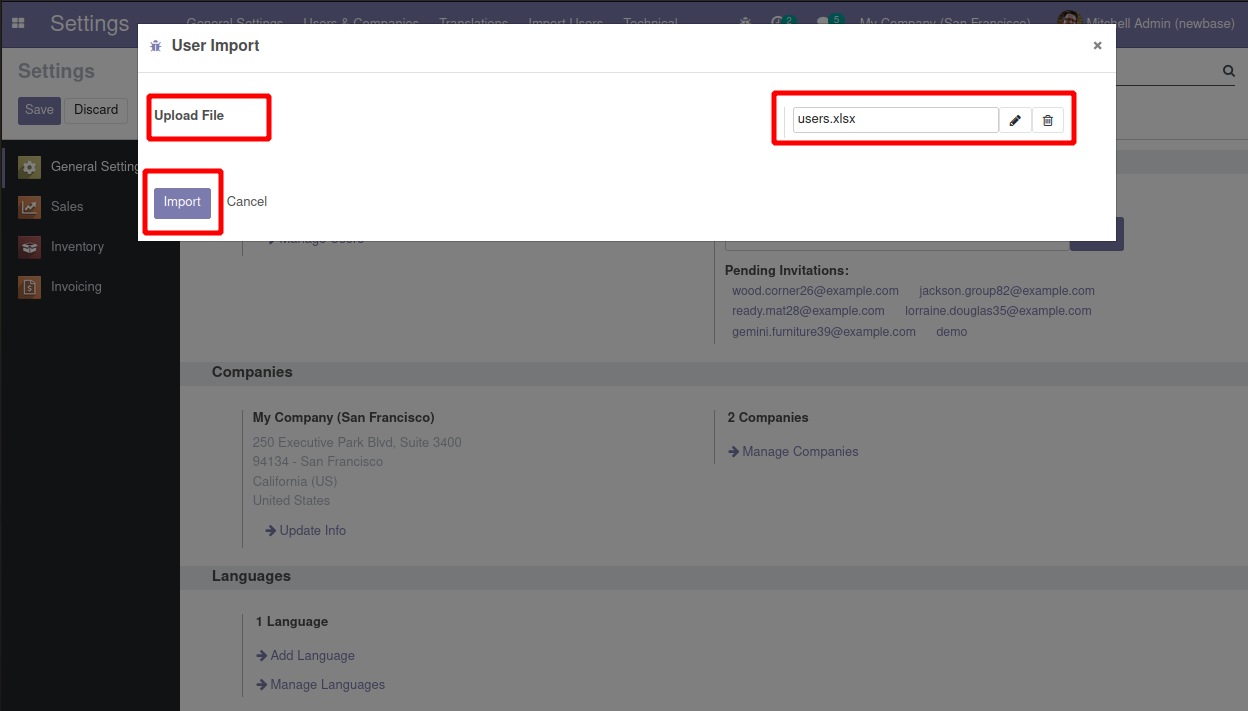 Settings General Settings Users & Companies Translations Import Users Technical 2 5 My Company (San Francisco) Mitchell Admin (newbase)
User Import ×
Settings
Upload File users.xlsx
Save Discard
General Setting
Import Cancel
Sales
Inventory
Manage Users
Invoicing
Pending Invitations:
wood.corner26@example.com jackson.group82@example.com
ready.mat28@example.com lorraine.douglas35@example.com
gemini.furniture39@example.com demo
Companies
My Company (San Francisco) 2 Companies
250 Executive Park Blvd, Suite 3400
Manage Companies
94134 - San Francisco
California (US)
United States
Update Info
Languages
1 Language
Add Language
Manage Languages